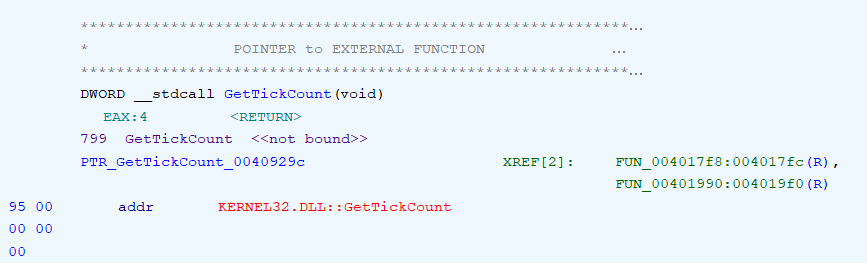 *************************************************************...
* POINTER to EXTERNAL FUNCTION ...
*************************************************************...
DWORD __stdcall GetTickCount(void)
EAX:4 <RETURN>
799 GetTickCount <<not bound>>
PTR_GetTickCount_0040929c XREF[2]: FUN_004017f8:004017fc(R),
FUN_00401990:004019f0(R)
95 00 addr KERNEL32.DLL::GetTickCount
00 00
00